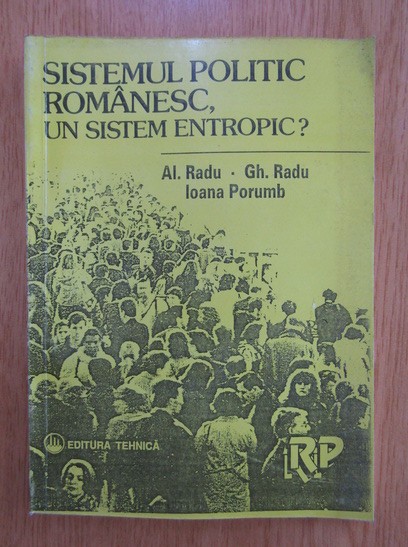 SISTEMUL POLITIC
ROMÂNESC,
UN SISTEM ENTROPIC?
Al. Radu · Gh. Radu
Ioana Porumb
EDITURA TEHNICĂ
RP